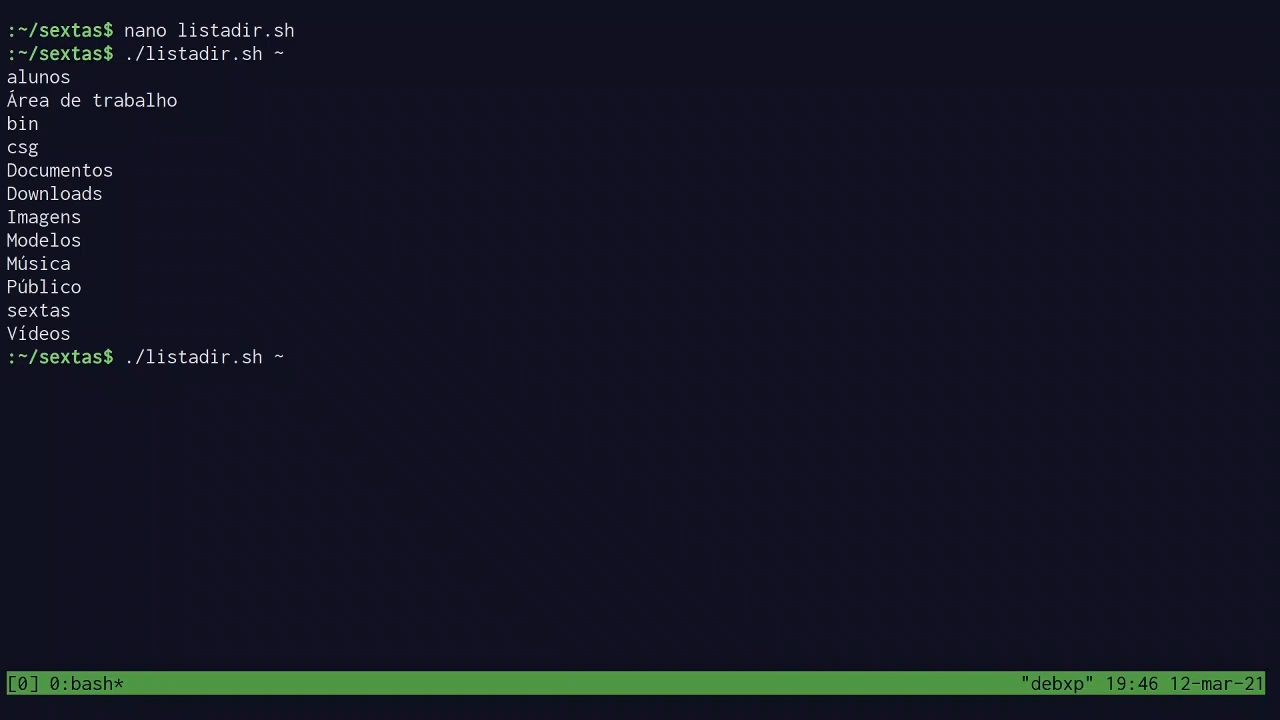 :~/sextas$ nano listadir.sh
:~/sextas$ ./listadir.sh ~
alunos
Área de trabalho
bin
csg
Documentos
Downloads
Imagens
Modelos
Música
Público
sextas
Vídeos
:~/sextas$ ./listadir.sh ~
[0] 0:bash* "debxp" 19:46 12-mar-21